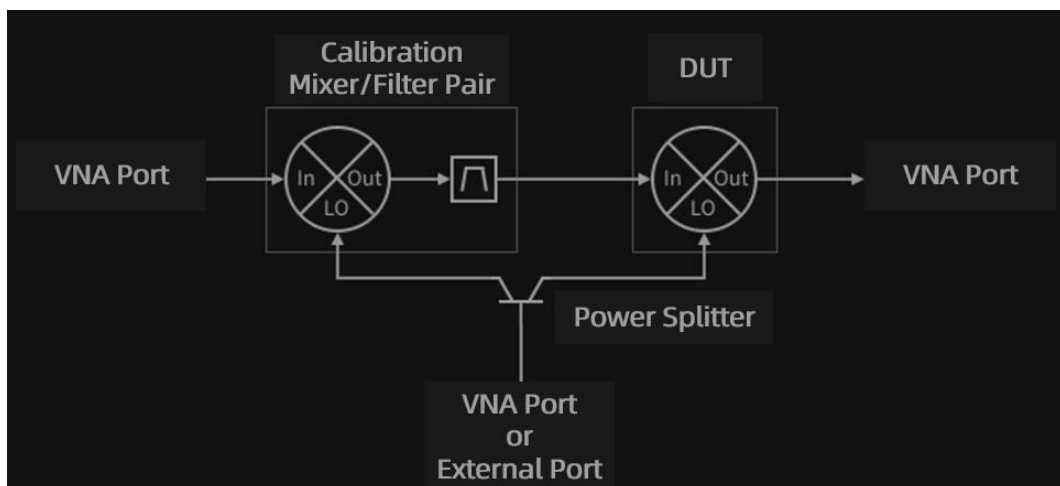 Calibration
Mixer/Filter Pair
DUT
VNA Port
In
Out
LO
In
Out
LO
VNA Port
Power Splitter
VNA Port
or
External Port